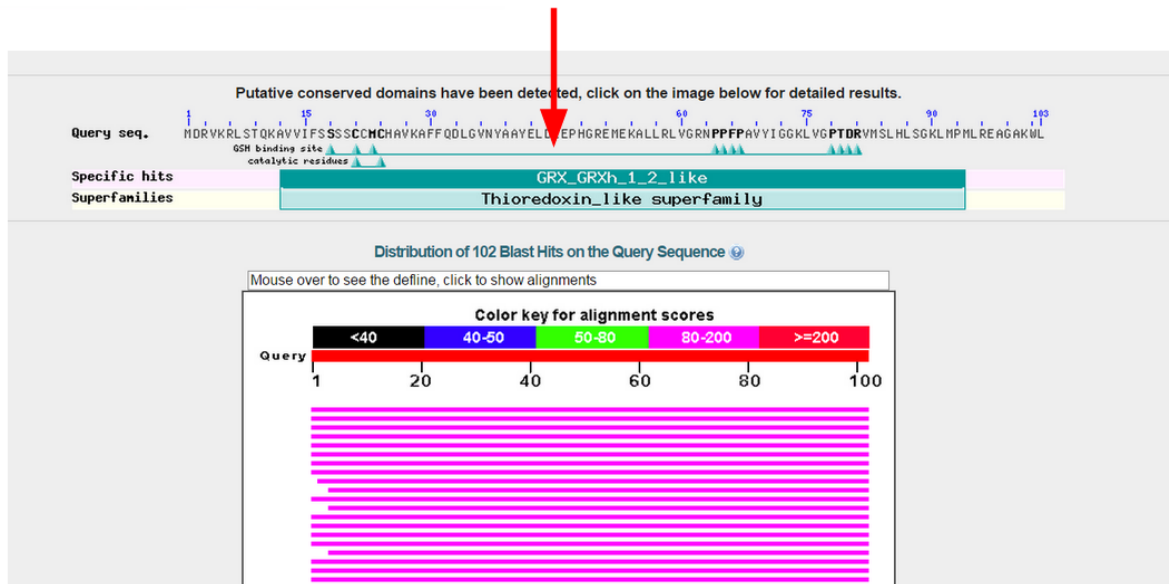 Putative conserved domains have been detected, click on the image below for detailed results.
1 15 30 60 75 90 103
Query seq. MDRVKRLSTQKAVVIFSSSSCCMCHAVKAFFQDLGVNYAAYEL EPHGREMEKALLRLVGRNPPFPAVYIGGKLVGPTDRVMSLHLSGKLMPMLREAGAKWL
GSH binding site
catalytic residues
Specific hits GRX_GRXh_1_2_like
Superfamilies Thioredoxin_like superfamily
Distribution of 102 Blast Hits on the Query Sequence ?
Mouse over to see the defline, click to show alignments
Color key for alignment scores
<40 40-50 50-80 80-200 >=200
Query
1 20 40 60 80 100